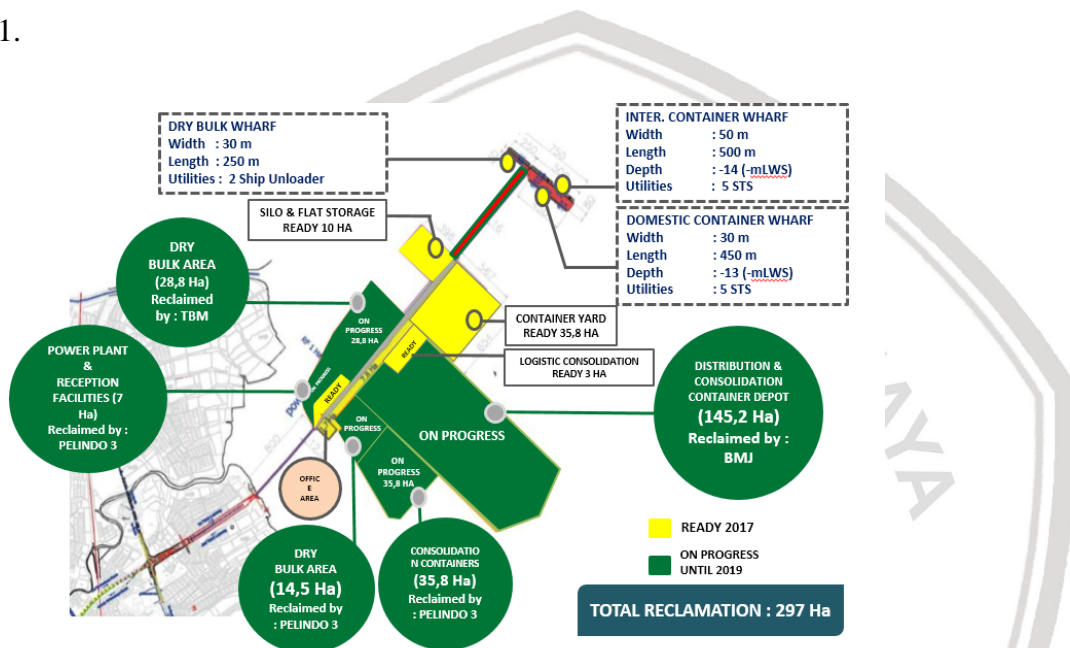 1.
DRY BULK WHARF
Width : 30 m
Length : 250 m
Utilities : 2 Ship Unloader
INTER. CONTAINER WHARF
Width : 50 m
Length : 500 m
Depth : -14 (-mLWS)
Utilities : 5 STS
DOMESTIC CONTAINER WHARF
Width : 30 m
Length : 450 m
Depth : -13 (-mLWS)
Utilities : 5 STS
SILO & FLAT STORAGE
READY 10 HA
DRY
BULK AREA
(28,8 Ha)
Reclaimed
by : TBM
ON
PROGRESS
28,8 HA
CONTAINER YARD
READY 35,8 HA
READY
LOGISTIC CONSOLIDATION
READY 3 HA
POWER PLANT
&
RECEPTION
FACILITIES (7
Ha)
Reclaimed by :
PELINDO 3
READY
ON PROGRESS
DISTRIBUTION &
CONSOLIDATION
CONTAINER DEPOT
(145,2 Ha)
Reclaimed by :
BMJ
ON
PROGRESS
ON PROGRESS
ON
PROGRESS
35,8 HA
OFFIC
E
AREA
DRY
BULK AREA
(14,5 Ha)
Reclaimed by
: PELINDO 3
CONSOLIDATIO
N CONTAINERS
(35,8 Ha)
Reclaimed by
: PELINDO 3
READY 2017
ON PROGRESS
UNTIL 2019
TOTAL RECLAMATION : 297 Ha
AYA